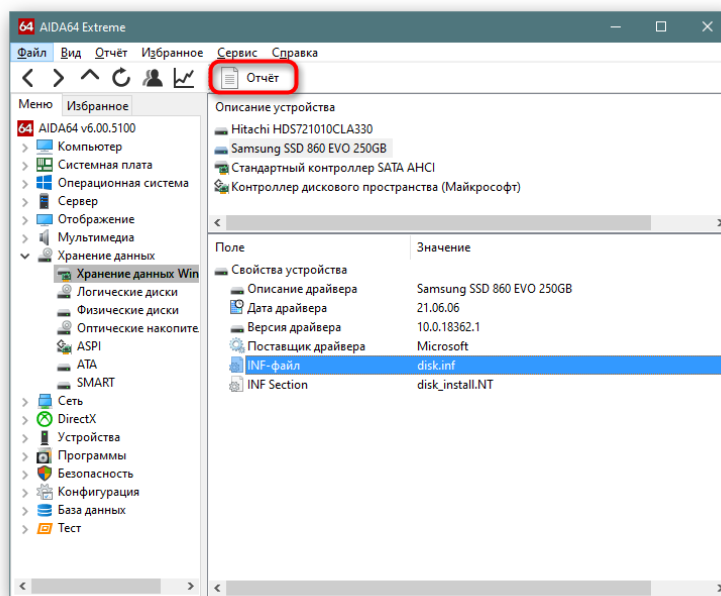 64 AIDA64 Extreme
Файл Вид Отчёт Избранное Сервис Справка
Отчёт
Меню Избранное
64 AIDA64 v6.00.5100
Компьютер
Системная плата
Операционная система
Сервер
Отображение
Мультимедиа
Хранение данных
Хранение данных Win
Логические диски
Физические диски
Оптические накопите
ASPI
ATA
SMART
Сеть
DirectX
Устройства
Программы
Безопасность
Конфигурация
База данных
Тест
Описание устройства
Hitachi HDS721010CLA330
Samsung SSD 860 EVO 250GB
Стандартный контроллер SATA AHCI
Контроллер дискового пространства (Майкрософт)
Поле Значение
Свойства устройства
Описание драйвера Samsung SSD 860 EVO 250GB
Дата драйвера 21.06.06
Версия драйвера 10.0.18362.1
Поставщик драйвера Microsoft
INF-файл disk.inf
INF Section disk_install.NT